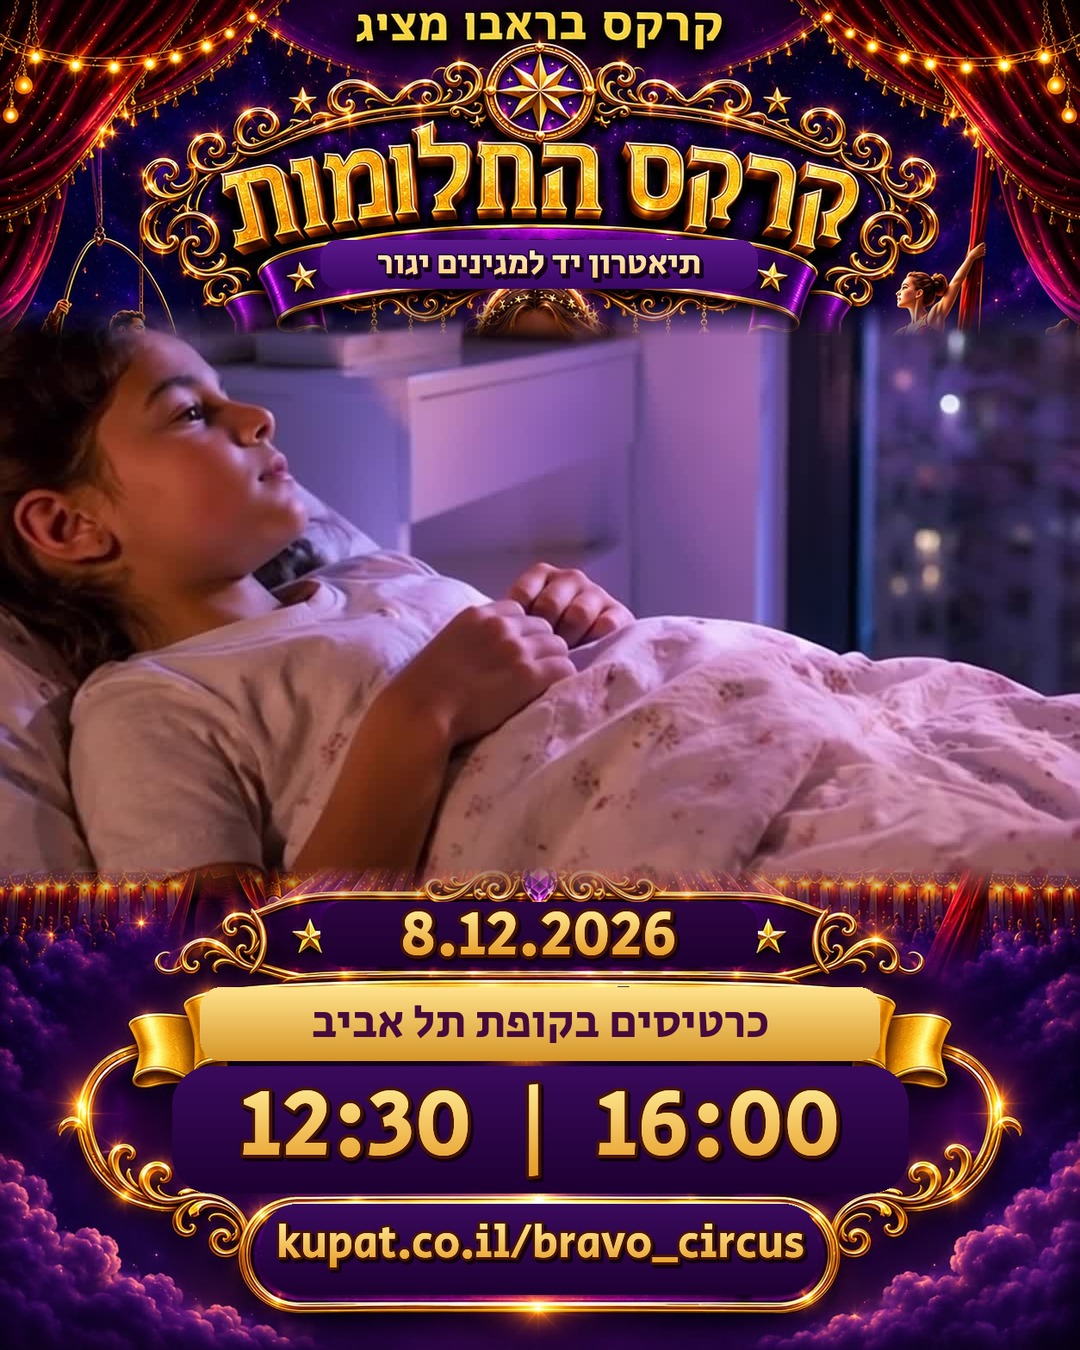 קרקס בראבו מציג
קרקס החלומות
תיאטרון יד למגינים יגור
8.12.2026
כרטיסים בקופת תל אביב
12:30 | 16:00
kupat.co.il/bravo_circus